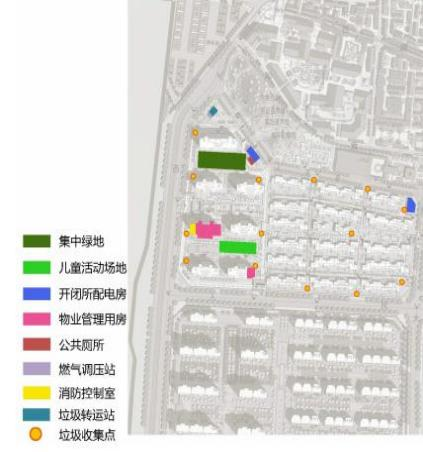 集中绿地
儿童活动场地
开闭所配电房
物业管理用房
公共厕所
燃气调压站
消防控制室
垃圾转运站
垃圾收集点